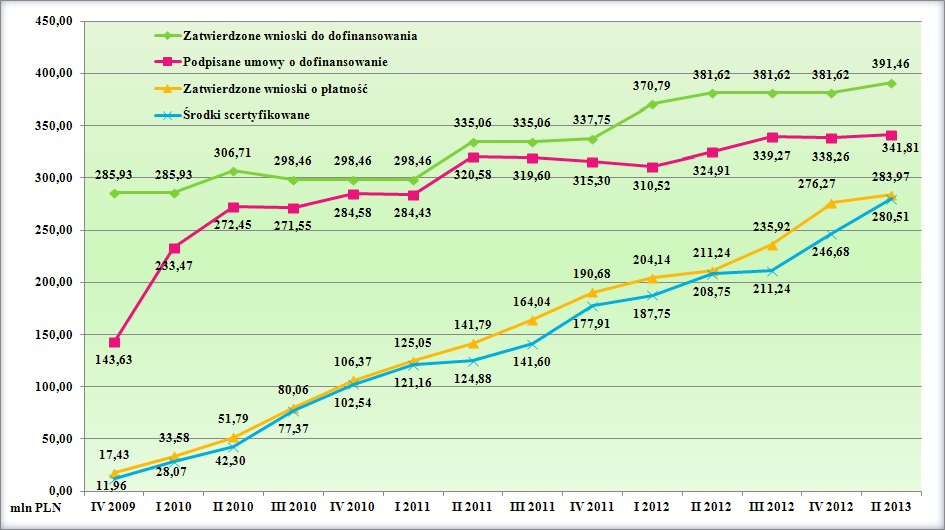 450,00
400,00
350,00
300,00
250,00
200,00
150,00
100,00
50,00
0,00
mln PLN
Zatwierdzone wnioski do dofinansowania
Podpisane umowy o dofinansowanie
Zatwierdzone wnioski o płatność
Środki scertyfikowane
285,93 285,93 306,71 298,46 298,46 298,46 335,06 335,06 337,75 370,79 381,62 381,62 381,62 391,46
143,63 233,47 272,45 271,55 284,58 284,43 320,58 319,60 315,30 310,52 324,91 339,27 338,26 341,81
17,43 33,58 51,79 80,06 106,37 125,05 141,79 164,04 190,68 204,14 211,24 235,92 276,27 283,97
11,96 28,07 42,30 77,37 102,54 121,16 124,88 141,60 177,91 187,75 208,75 211,24 246,68 280,51
IV 2009 I 2010 II 2010 III 2010 IV 2010 I 2011 II 2011 III 2011 IV 2011 I 2012 II 2012 III 2012 IV 2012 II 2013